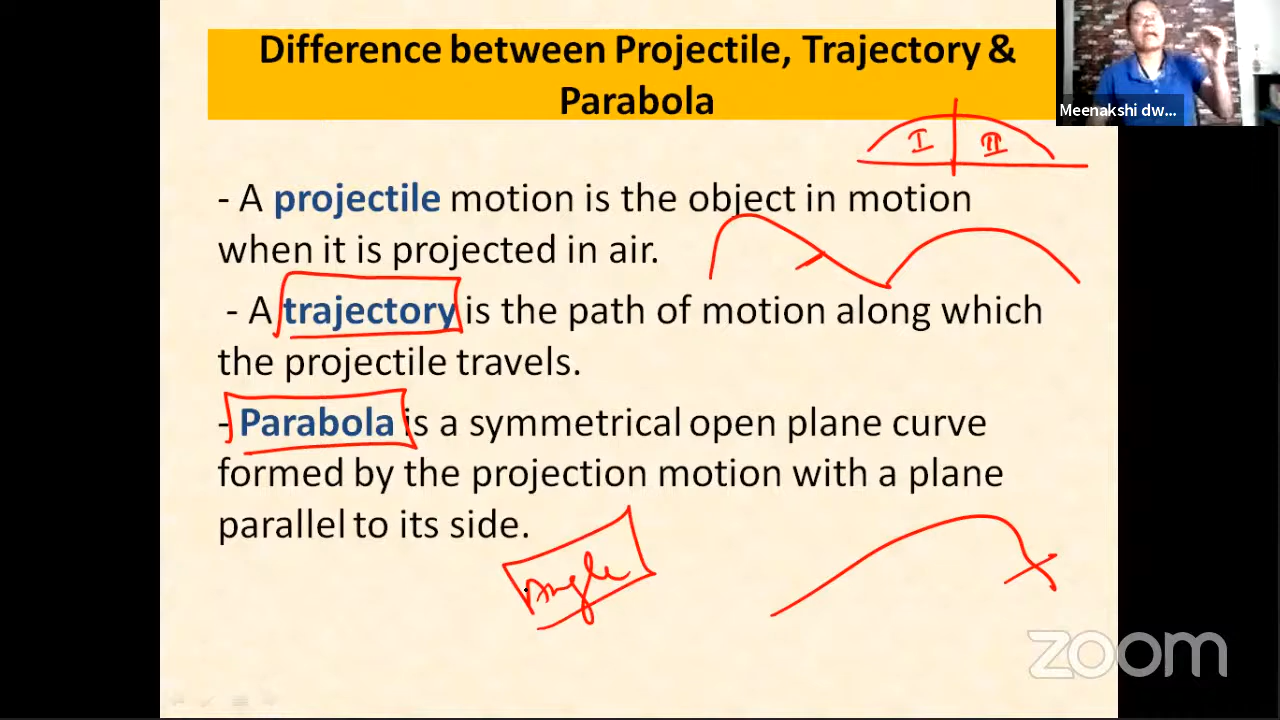 Difference between Projectile, Trajectory &
Parabola
Meenakshi dw...
I II
- A projectile motion is the object in motion
when it is projected in air.
- A trajectory is the path of motion along which
the projectile travels.
- Parabola is a symmetrical open plane curve
formed by the projection motion with a plane
parallel to its side.
Angle
zoom